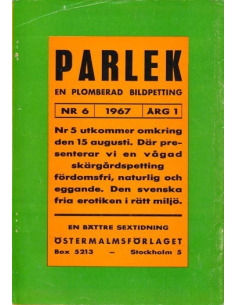 PARLEK
EN PLOMBERAD BILDPETTING
NR 6 | 1967 | ÅRG 1
Nr 5 utkommer omkring
den 15 augusti. Där pre-
senterar vi en vågad
skärgårdspetting
fördomsfri, naturlig och
eggande. Den svenska
fria erotiken i rätt miljö.
EN BÄTTRE SEXTIDNING
ÖSTERMALMSFÖRLAGET
Box 5213 – Stockholm 5